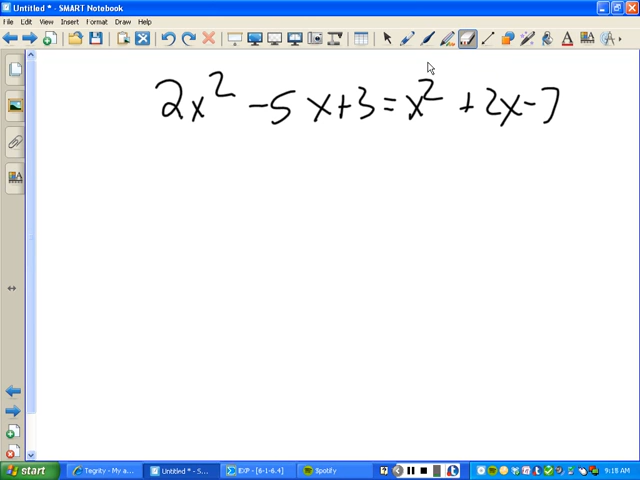 Untitled * - SMART Notebook
File Edit View Insert Format Draw Help
2x² -5x+3=x² +2x-7
start Tegrity - My a... Untitled * - S... EXP - [6-1-6.4] Spotify 9:18 AM